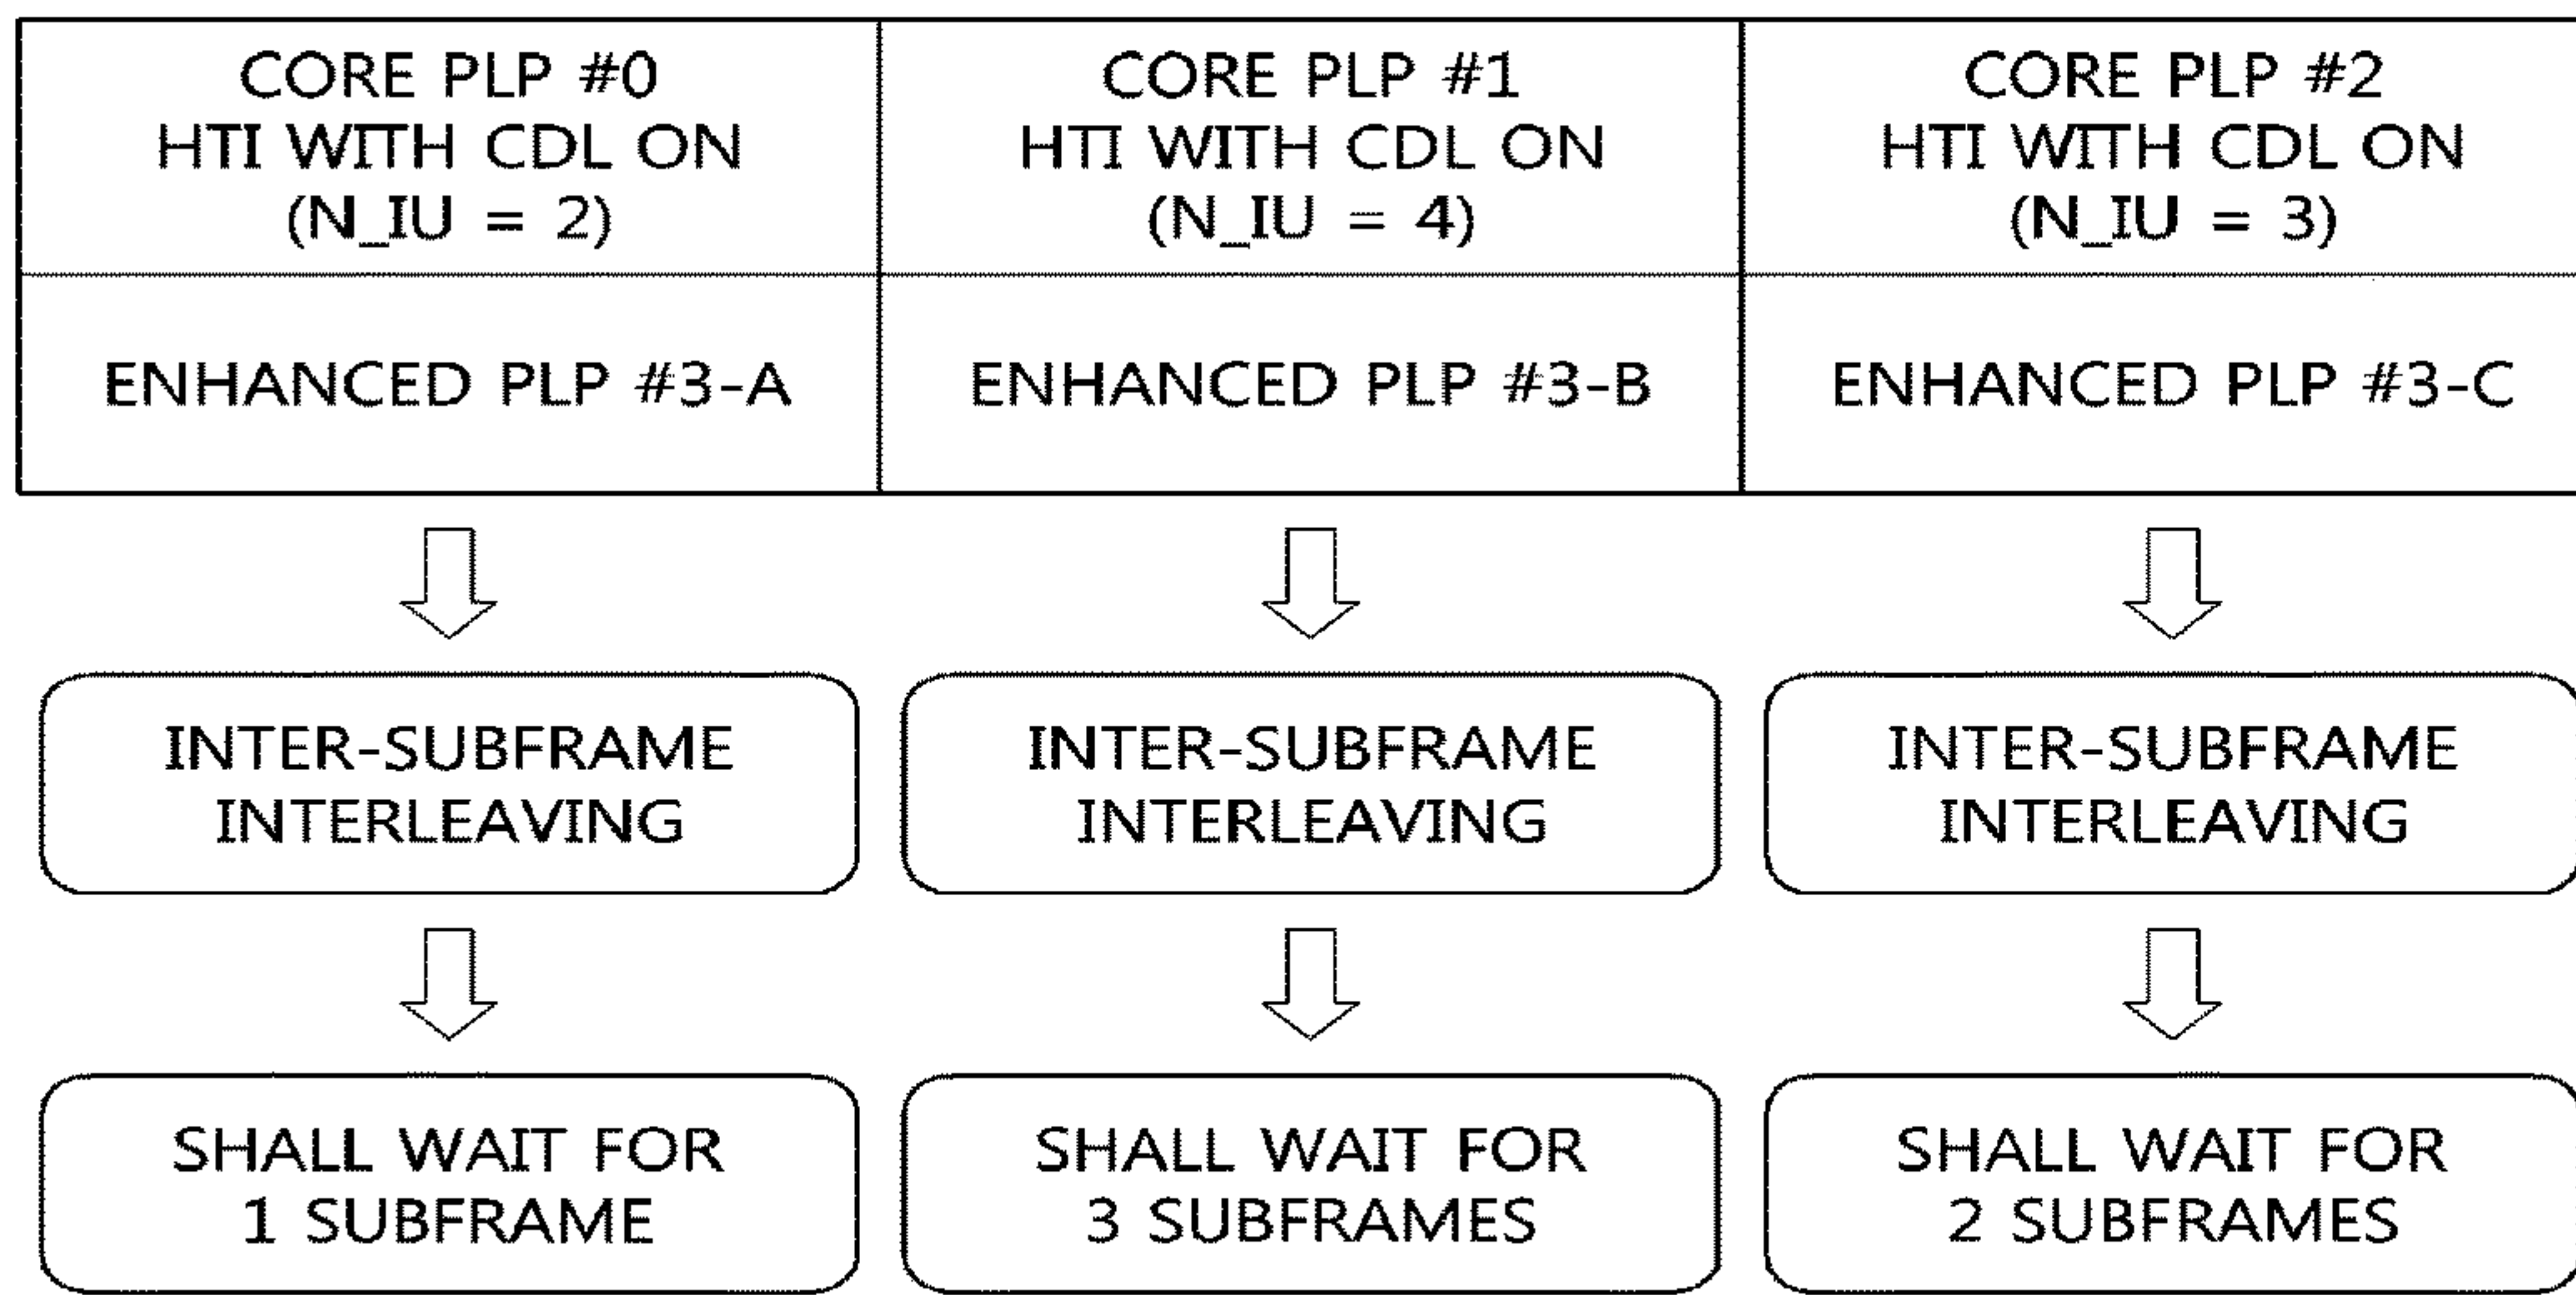 CORE PLP #0
HTI WITH CDL ON
(N_IU = 2)
CORE PLP #1
HTI WITH CDL ON
(N_IU = 4)
CORE PLP #2
HTI WITH CDL ON
(N_IU = 3)
ENHANCED PLP #3-A
ENHANCED PLP #3-B
ENHANCED PLP #3-C
INTER-SUBFRAME
INTERLEAVING
INTER-SUBFRAME
INTERLEAVING
INTER-SUBFRAME
INTERLEAVING
SHALL WAIT FOR
1 SUBFRAME
SHALL WAIT FOR
3 SUBFRAMES
SHALL WAIT FOR
2 SUBFRAMES